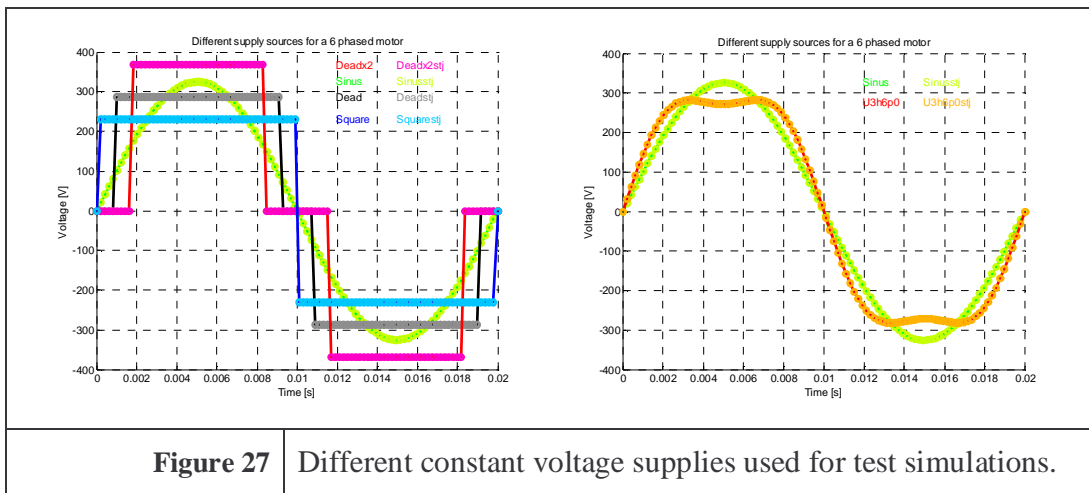 Different supply sources for a 6 phased motor
400
300
200
100
0
-100
-200
-300
-400
Voltage [V]
Deadx2 Deadx2stj
Sinus Sinusstj
Dead Deadstj
Square Squarestj
0 0.002 0.004 0.006 0.008 0.01 0.012 0.014 0.016 0.018 0.02
Time [s]
Different supply sources for a 6 phased motor
400
300
200
100
0
-100
-200
-300
-400
Voltage [V]
Sinus Sinusstj
U3h6p0 U3h6p0stj
0 0.002 0.004 0.006 0.008 0.01 0.012 0.014 0.016 0.018 0.02
Time [s]
Figure 27 Different constant voltage supplies used for test simulations.